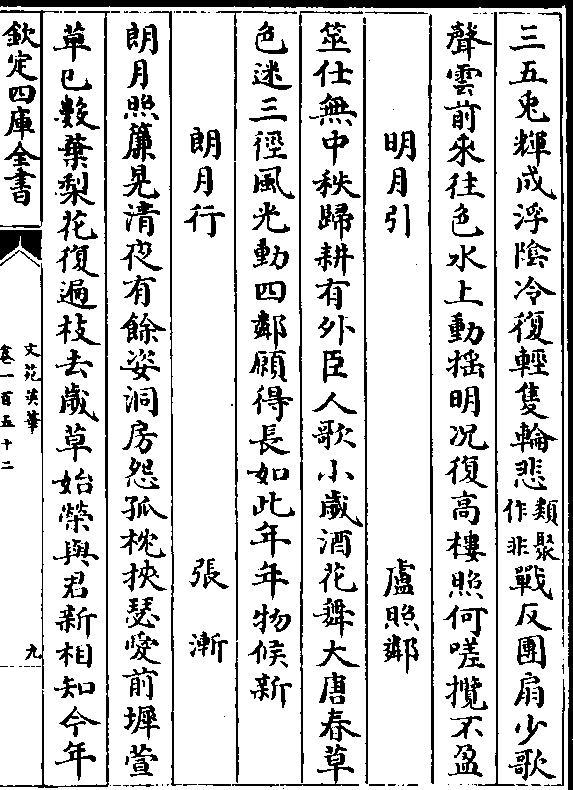 三五兎輝成浮陰冷復輕隻輪悲類聚作非戰反團扇少歌
聲雲前來往色水上動揺明况復高樓照何嗟攬不盈
明月引 盧照鄰
筮仕無中秩歸耕有外臣人歌小歲酒花舞大唐春草
色迷三徑風光動四鄰願得長如此年年物候新
朗月行 張漸
朗月照簾晃清夜有餘姿洞房怨孤枕挾瑟愛前墀萱
草已數葉梨花復遍枝去歲草始榮與君新相知今年
欽定四庫全書
文苑英華
卷一百五十二
九